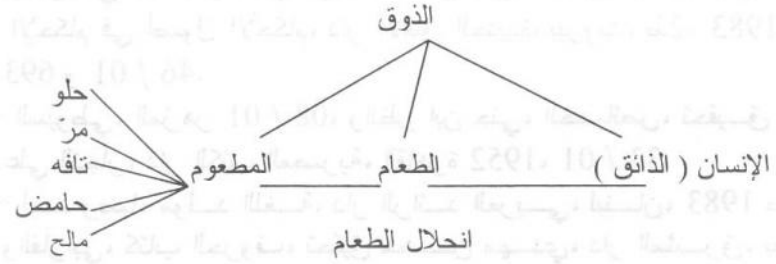 الذوق
حلو
مر
تافه
حامض
مالح
الإنسان ( الذائق ) الطعام المطعوم
انحلال الطعام